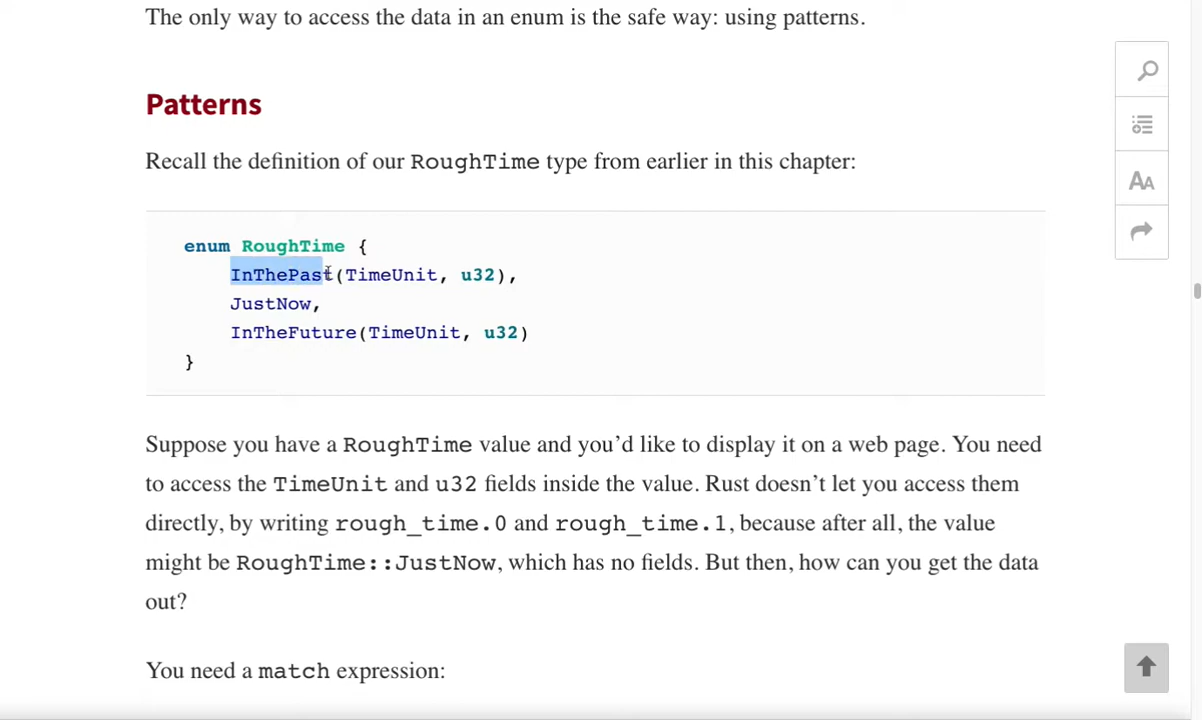 The only way to access the data in an enum is the safe way: using patterns.
Patterns
Recall the definition of our RoughTime type from earlier in this chapter:
enum RoughTime {
    InThePast(TimeUnit, u32),
    JustNow,
    InTheFuture(TimeUnit, u32)
}
Suppose you have a RoughTime value and you’d like to display it on a web page. You need
to access the TimeUnit and u32 fields inside the value. Rust doesn’t let you access them
directly, by writing rough_time.0 and rough_time.1, because after all, the value
might be RoughTime::JustNow, which has no fields. But then, how can you get the data
out?
You need a match expression:
AA